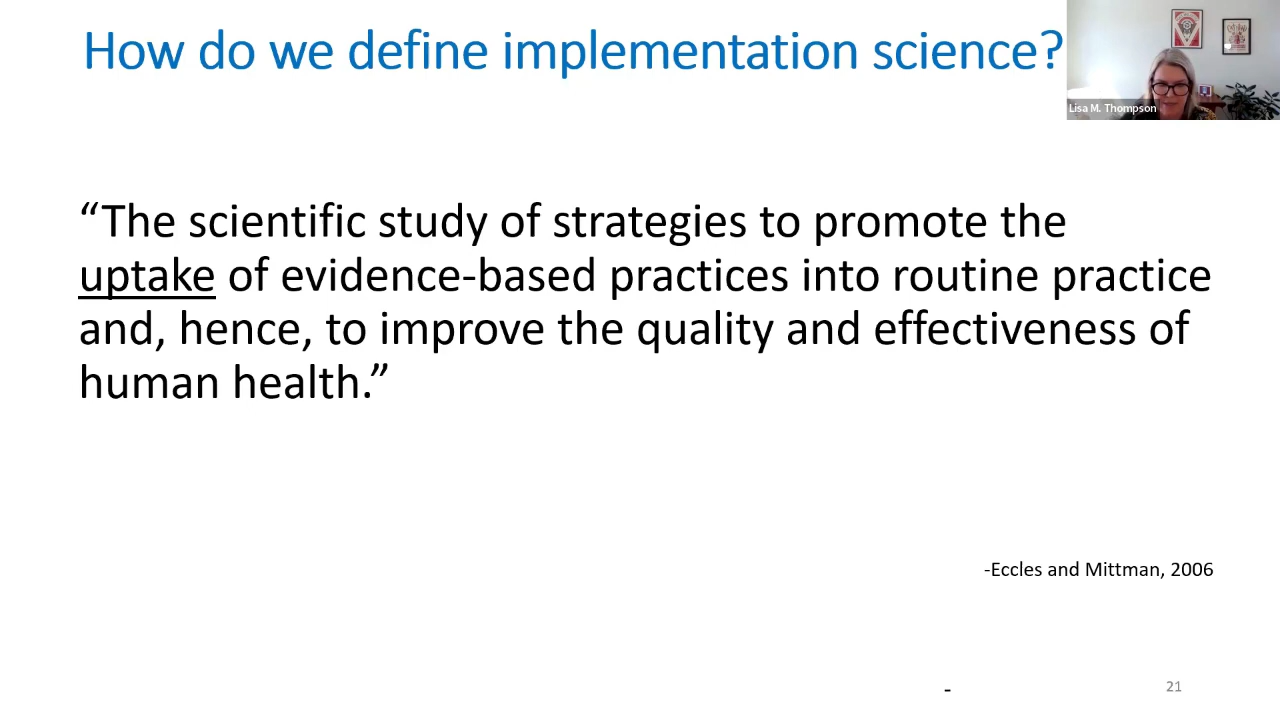 How do we define implementation science?
Lisa M. Thompson
“The scientific study of strategies to promote the
uptake of evidence-based practices into routine practice
and, hence, to improve the quality and effectiveness of
human health.”
-Eccles and Mittman, 2006
-
21